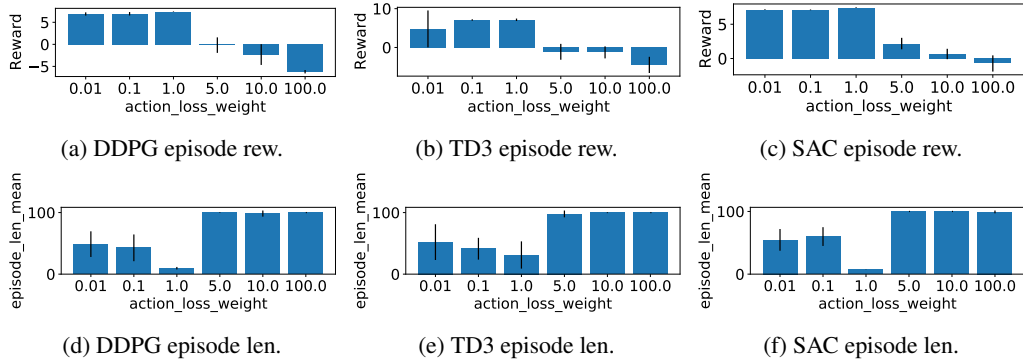 Reward
5
0
−5
0.01 0.1 1.0 5.0 10.0 100.0
action_loss_weight
(a) DDPG episode rew.
Reward
10
0
0.01 0.1 1.0 5.0 10.0 100.0
action_loss_weight
(b) TD3 episode rew.
Reward
5
0
0.01 0.1 1.0 5.0 10.0 100.0
action_loss_weight
(c) SAC episode rew.
episode_len_mean
100
0
0.01 0.1 1.0 5.0 10.0 100.0
action_loss_weight
(d) DDPG episode len.
episode_len_mean
100
0
0.01 0.1 1.0 5.0 10.0 100.0
action_loss_weight
(e) TD3 episode len.
episode_len_mean
100
0
0.01 0.1 1.0 5.0 10.0 100.0
action_loss_weight
(f) SAC episode len.